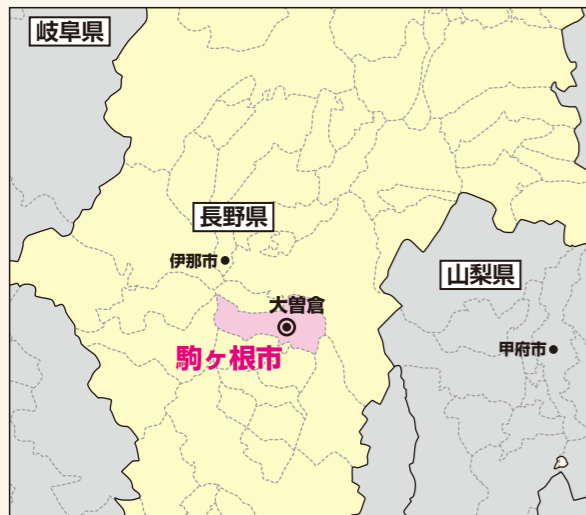 岐阜県
長野県
伊那市
山梨県
大曽倉
駒ヶ根市
甲府市